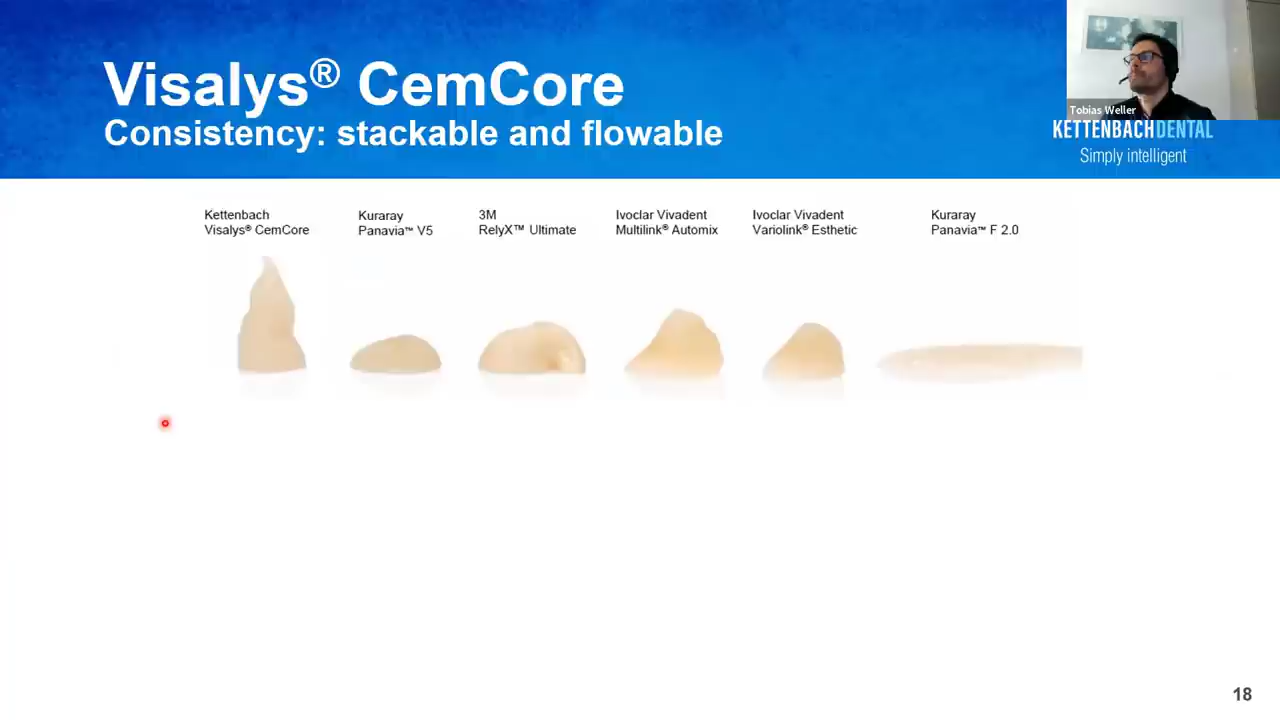 Visalys® CemCore
Consistency: stackable and flowable
Tobias Weller
KETTENBACHDENTAL
Simply intelligent
Kettenbach
Visalys® CemCore
Kuraray
Panavia™ V5
3M
RelyX™ Ultimate
Ivoclar Vivadent
Multilink® Automix
Ivoclar Vivadent
Variolink® Esthetic
Kuraray
Panavia™ F 2.0
18